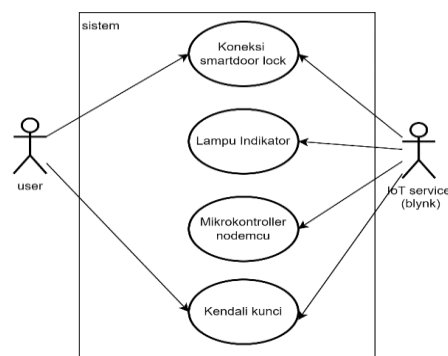 sistem
Koneksi
smartdoor lock
Lampu Indikator
user
IoT service
(blynk)
Mikrokontroller
nodemcu
Kendali kunci